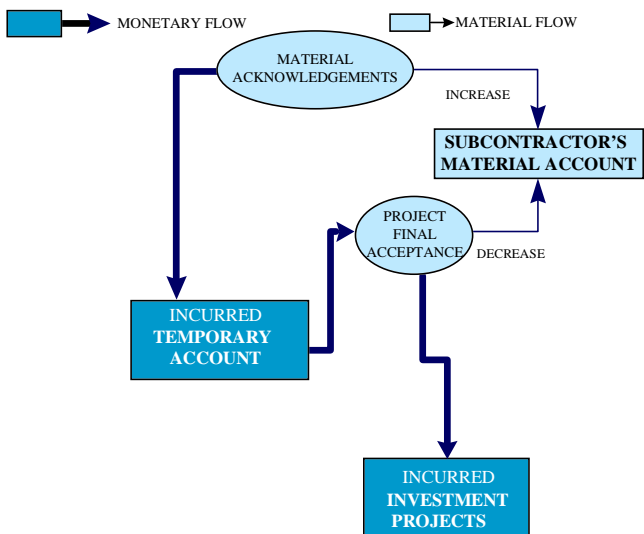 MONETARY FLOW
MATERIAL FLOW
MATERIAL
ACKNOWLEDGEMENTS
INCREASE
SUBCONTRACTOR'S
MATERIAL ACCOUNT
PROJECT
FINAL
ACCEPTANCE
DECREASE
INCURRED
TEMPORARY
ACCOUNT
INCURRED
INVESTMENT
PROJECTS